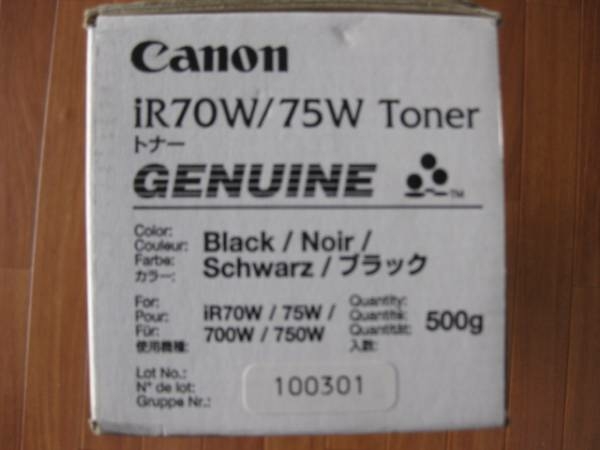 Canon
iR70W/75W Toner
トナー
GENUINE
TM
Color:
Couleur:
Farbe:
カラー:
Black / Noir /
Schwarz / ブラック
For:
Pour:
Für:
使用機種:
iR70W / 75W /
700W / 750W
Quantity:
Quantité:
Quantität:
入数:
500g
Lot No.:
N° de lot:
Gruppe Nr.:
100301